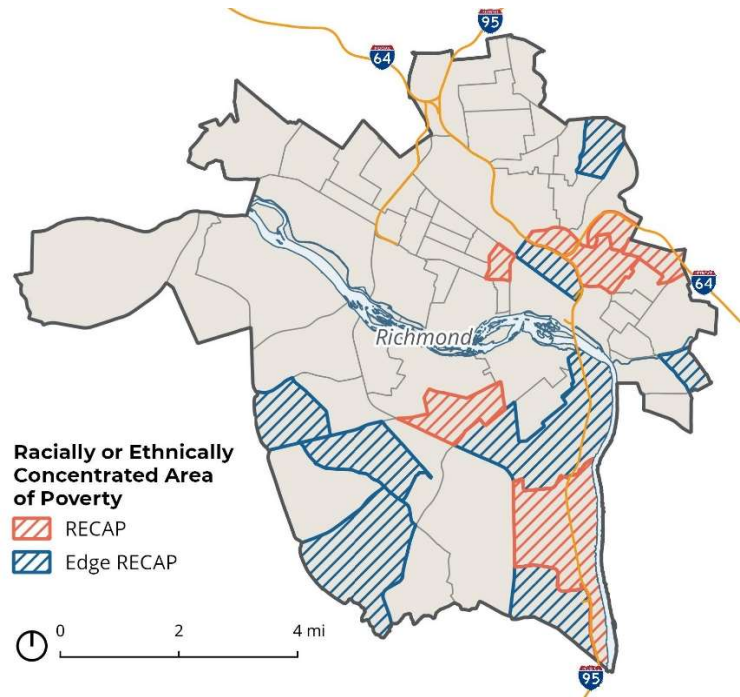 95
64
64
Richmond
Racially or Ethnically
Concentrated Area
of Poverty
RECAP
Edge RECAP
0 2 4 mi
95